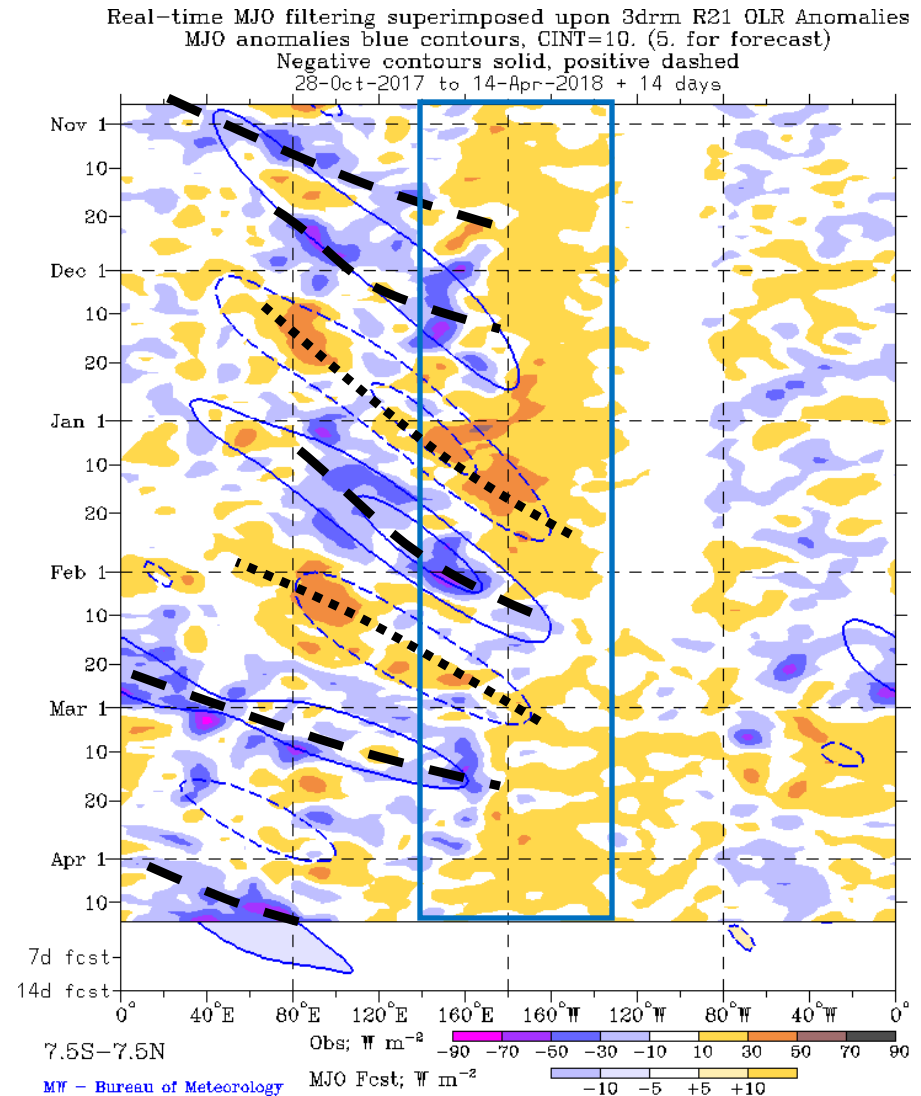 Real-time MJO filtering superimposed upon 3drm R21 OLR Anomalies
MJO anomalies blue contours, CINT=10. (5. for forecast)
Negative contours solid, positive dashed
28-Oct-2017 to 14-Apr-2018 + 14 days
Nov 1
10
20
Dec 1
10
20
Jan 1
10
20
Feb 1
10
20
Mar 1
10
20
Apr 1
10
7d fcst
14d fcst
0° 40°E 80°E 120°E 160°E 160°W 120°W 80°W 40°W 0°
7.5S-7.5N
Obs; W m-2
-90 -70 -50 -30 -10 10 30 50 70 90
MW - Bureau of Meteorology
MJO Fcst; W m-2
-10 -5 +5 +10